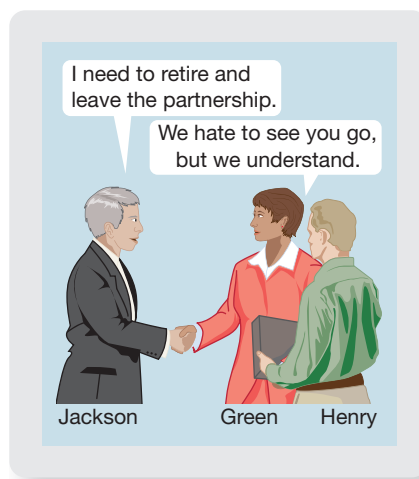 I need to retire and
leave the partnership.
We hate to see you go,
but we understand.
Jackson
Green
Henry